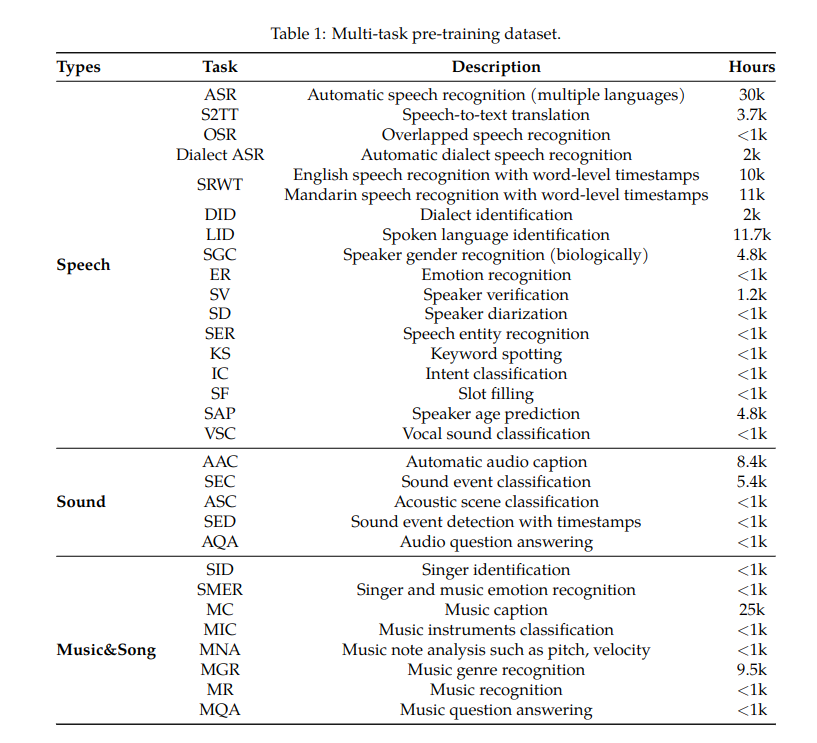 Table 1: Multi-task pre-training dataset.
Types Task Description Hours
ASR Automatic speech recognition (multiple languages) 30k
S2TT Speech-to-text translation 3.7k
OSR Overlapped speech recognition <1k
Dialect ASR Automatic dialect speech recognition 2k
SRWT English speech recognition with word-level timestamps 10k
Mandarin speech recognition with word-level timestamps 11k
DID Dialect identification 2k
LID Spoken language identification 11.7k
Speech SGC Speaker gender recognition (biologically) 4.8k
ER Emotion recognition <1k
SV Speaker verification 1.2k
SD Speaker diarization <1k
SER Speech entity recognition <1k
KS Keyword spotting <1k
IC Intent classification <1k
SF Slot filling <1k
SAP Speaker age prediction 4.8k
VSC Vocal sound classification <1k
AAC Automatic audio caption 8.4k
SEC Sound event classification 5.4k
Sound ASC Acoustic scene classification <1k
SED Sound event detection with timestamps <1k
AQA Audio question answering <1k
SID Singer identification <1k
SMER Singer and music emotion recognition <1k
MC Music caption 25k
MIC Music instruments classification <1k
Music&Song MNA Music note analysis such as pitch, velocity <1k
MGR Music genre recognition 9.5k
MR Music recognition <1k
MQA Music question answering <1k